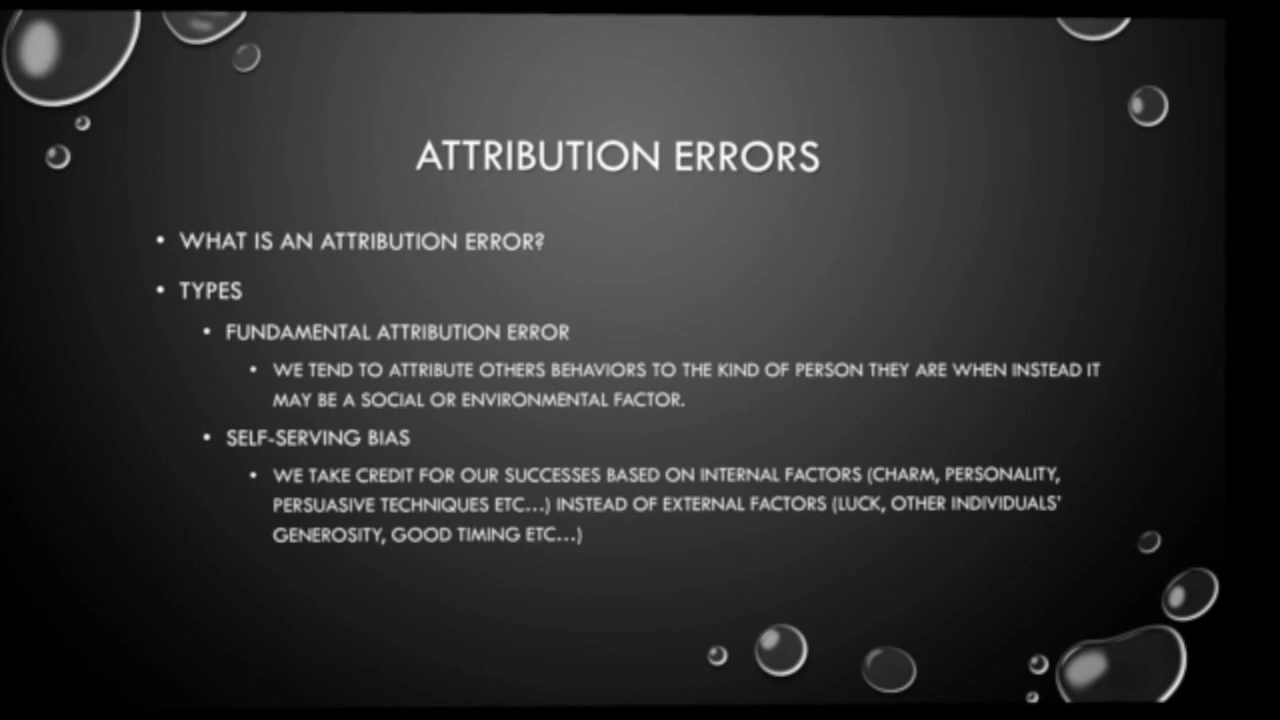 ATTRIBUTION ERRORS
• WHAT IS AN ATTRIBUTION ERROR?
• TYPES
• FUNDAMENTAL ATTRIBUTION ERROR
• WE TEND TO ATTRIBUTE OTHERS BEHAVIORS TO THE KIND OF PERSON THEY ARE WHEN INSTEAD IT
MAY BE A SOCIAL OR ENVIRONMENTAL FACTOR.
• SELF-SERVING BIAS
• WE TAKE CREDIT FOR OUR SUCCESSES BASED ON INTERNAL FACTORS (CHARM, PERSONALITY,
PERSUASIVE TECHNIQUES ETC...) INSTEAD OF EXTERNAL FACTORS (LUCK, OTHER INDIVIDUALS'
GENEROSITY, GOOD TIMING ETC...)